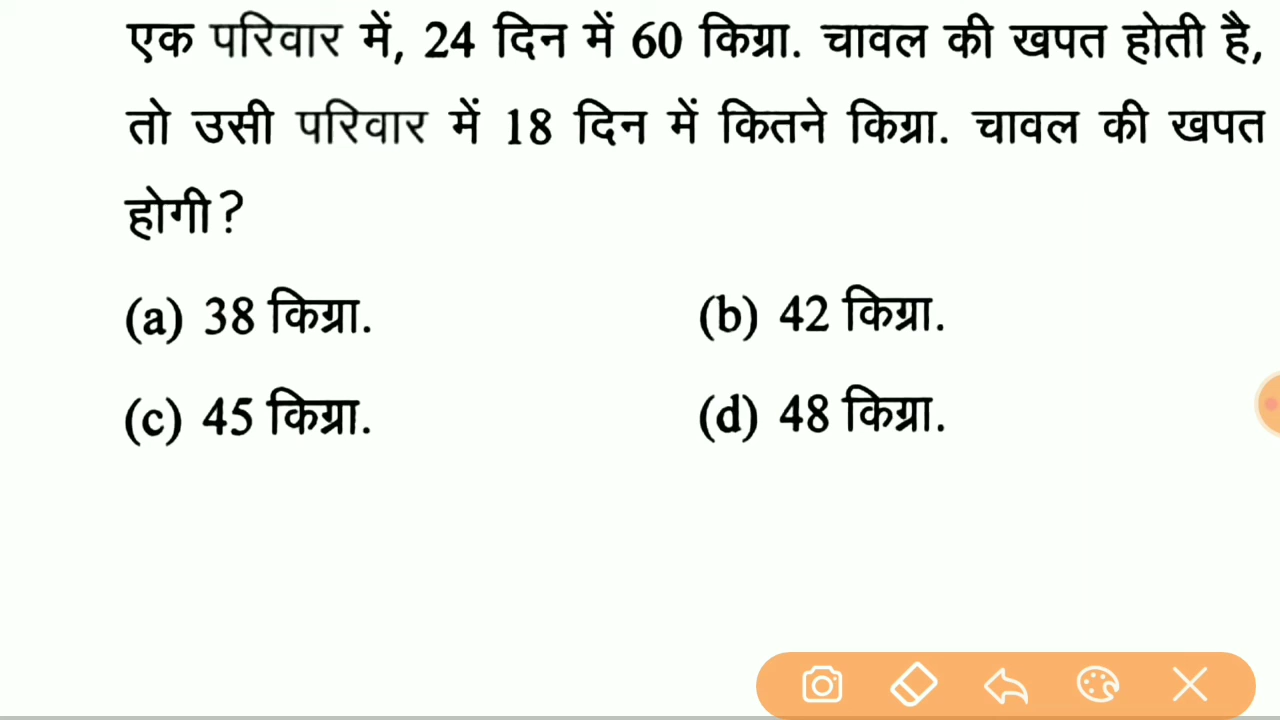 एक परिवार में, 24 दिन में 60 किग्रा. चावल की खपत होती है,
तो उसी परिवार में 18 दिन में कितने किग्रा. चावल की खपत
होगी?
(a) 38 किग्रा. (b) 42 किग्रा.
(c) 45 किग्रा. (d) 48 किग्रा.